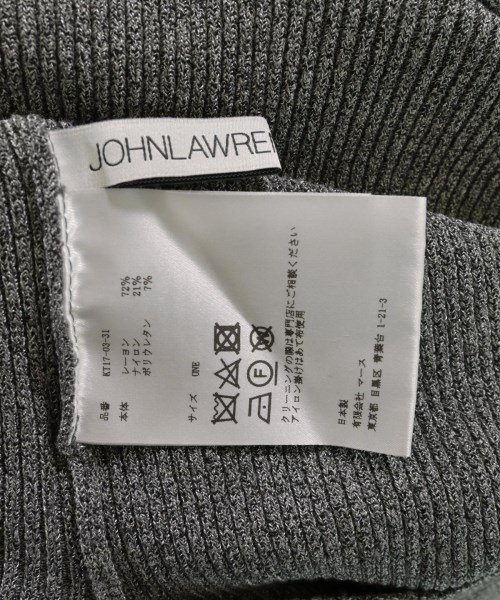 JOHNLAWRE
品番 KT17-03-31
本体 レーヨン 72%
ナイロン 21%
ポリウレタン 7%
サイズ ONE
F
クリーニングの際は専門店にご相談ください
アイロン掛けはあて布使用
日本製
有限会社 マース
東京都 目黒区 青葉台 1-21-3